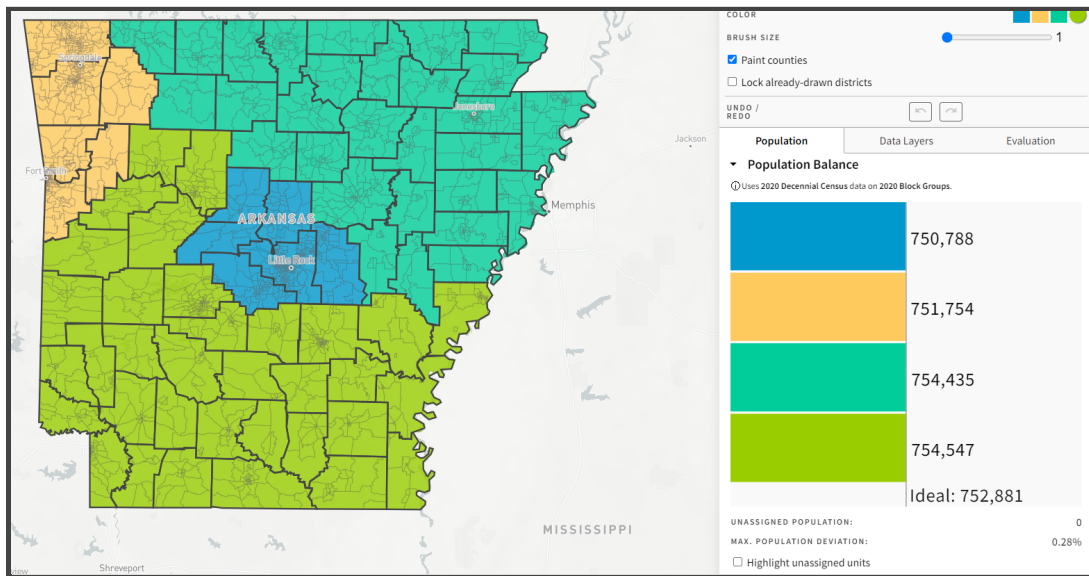 Springdale
Jonesboro
Jackson
Fort Smith
Memphis
ARKANSAS
Little Rock
MISSISSIPPI
Shreveport
view
COLOR
BRUSH SIZE
1
Paint counties
Lock already-drawn districts
UNDO /
REDO
Population Data Layers Evaluation
Population Balance
Uses 2020 Decennial Census data on 2020 Block Groups.
750,788
751,754
754,435
754,547
Ideal: 752,881
UNASSIGNED POPULATION: 0
MAX. POPULATION DEVIATION: 0.28%
Highlight unassigned units